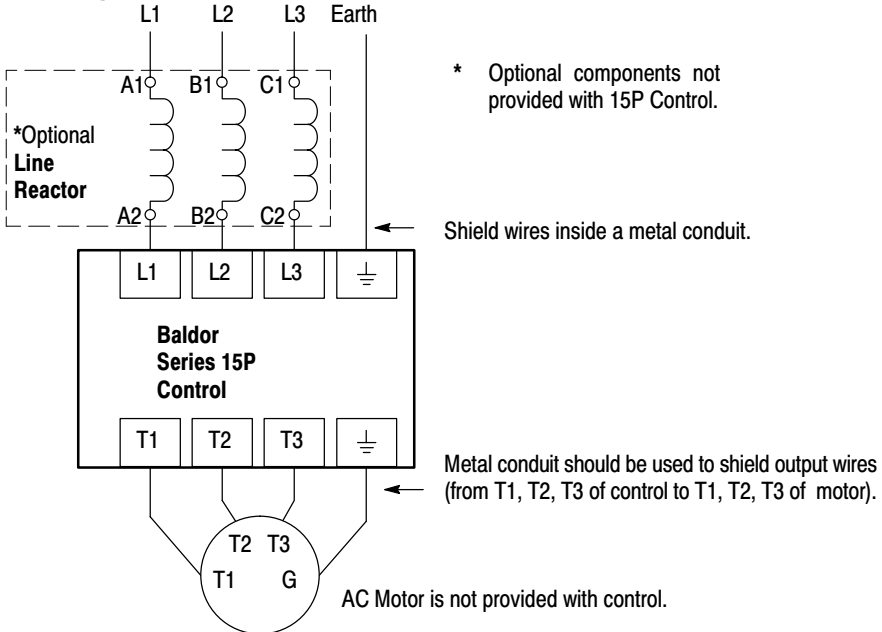 L1 L2 L3 Earth
* Optional components not
provided with 15P Control.
A1 B1 C1
*Optional
Line
Reactor
A2 B2 C2
Shield wires inside a metal conduit.
L1 L2 L3
Baldor
Series 15P
Control
T1 T2 T3
Metal conduit should be used to shield output wires
(from T1, T2, T3 of control to T1, T2, T3 of motor).
T2 T3
T1 G
AC Motor is not provided with control.